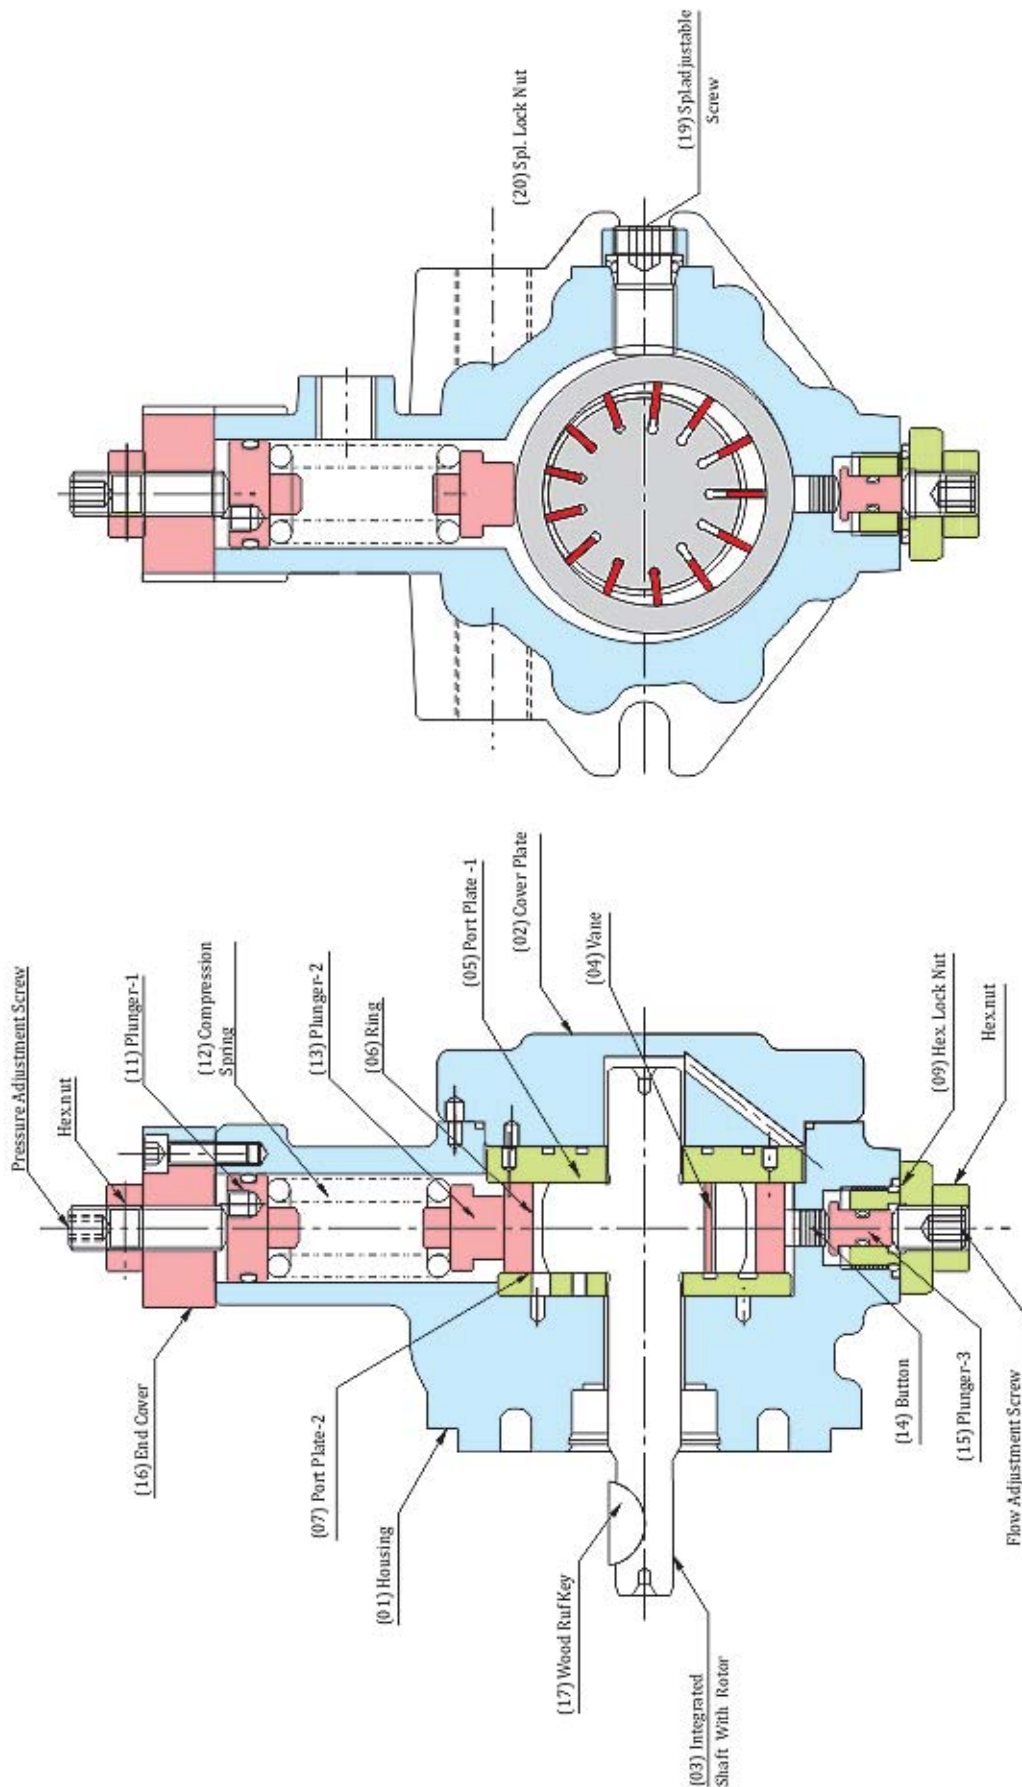 (20) Spl. Lock Nut
(19) Spl.adjustable
Screw
Pressure Adjustment Screw
Hex.nut
(11) Plunger-1
(12) Compression
Spring
(13) Plunger-2
(06) Ring
(05) Port Plate -1
(02) Cover Plate
(04) Vane
(09) Hex. Lock Nut
Hex.nut
(16) End Cover
(07) Port Plate-2
(01) Housing
(17) Wood Ruf Key
(03) Integrated
Shaft With Rotor
(14) Button
(15) Plunger-3
Flow Adjustment Screw